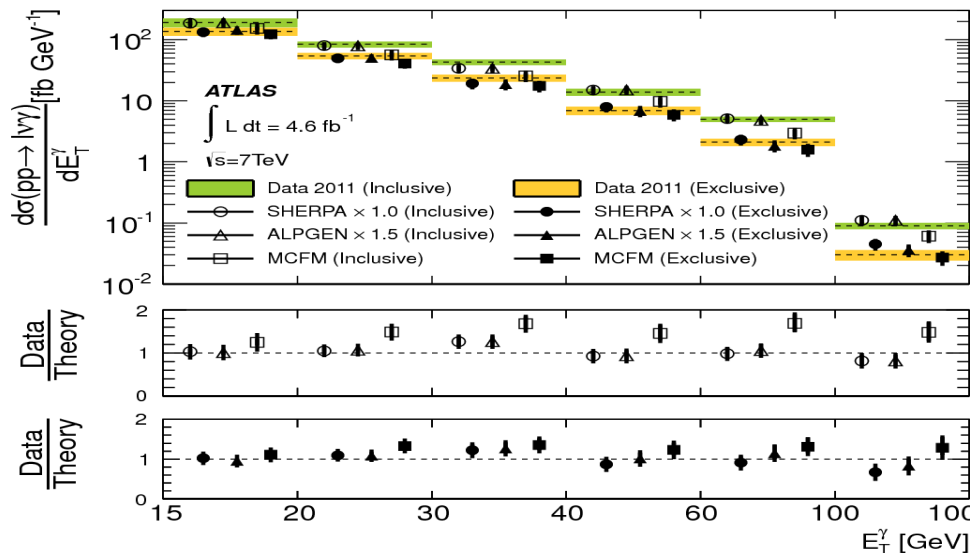 dσ(pp→ lνγ)
dE_T^γ
[fb GeV⁻¹]
10²
10
1
10⁻¹
10⁻²
ATLAS
∫ L dt = 4.6 fb⁻¹
√s=7TeV
Data 2011 (Inclusive) Data 2011 (Exclusive)
SHERPA × 1.0 (Inclusive) SHERPA × 1.0 (Exclusive)
ALPGEN × 1.5 (Inclusive) ALPGEN × 1.5 (Exclusive)
MCFM (Inclusive) MCFM (Exclusive)
Data
Theory
2
1
0
Data
Theory
2
1
0
15 20 30 40 60 100
E_T^γ [GeV]